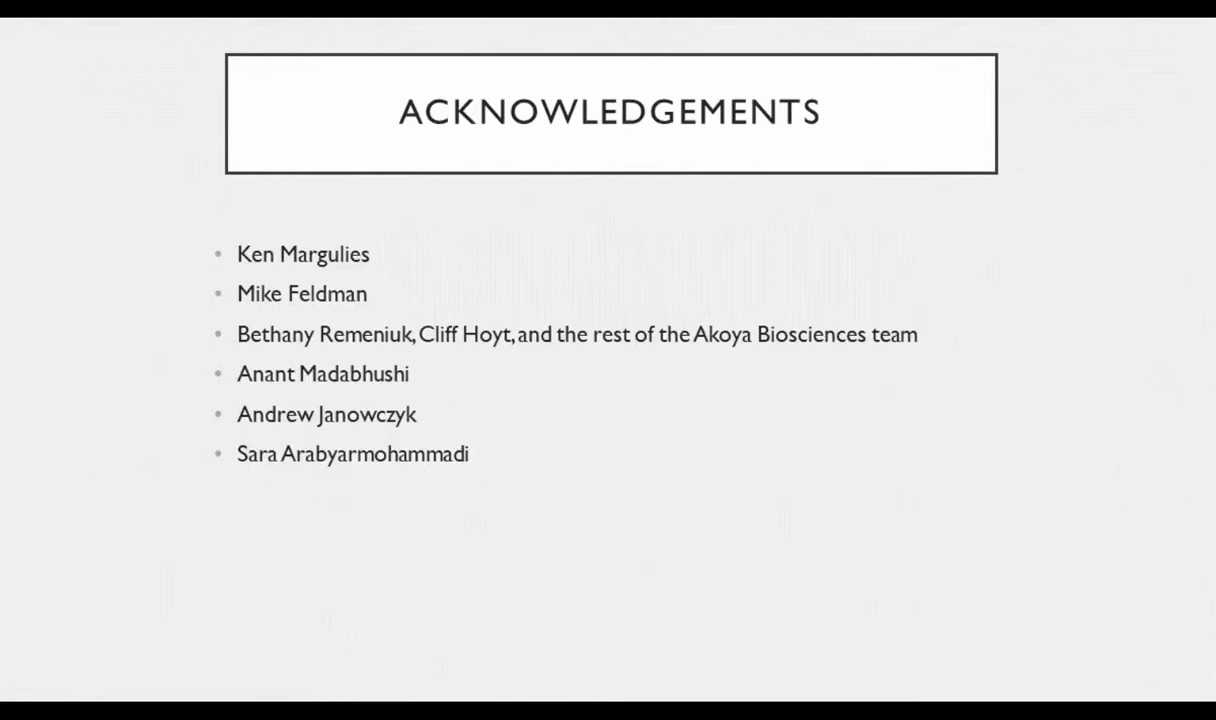 ACKNOWLEDGEMENTS
• Ken Margulies
• Mike Feldman
• Bethany Remeniuk, Cliff Hoyt, and the rest of the Akoya Biosciences team
• Anant Madabhushi
• Andrew Janowczyk
• Sara Arabyarmohammadi